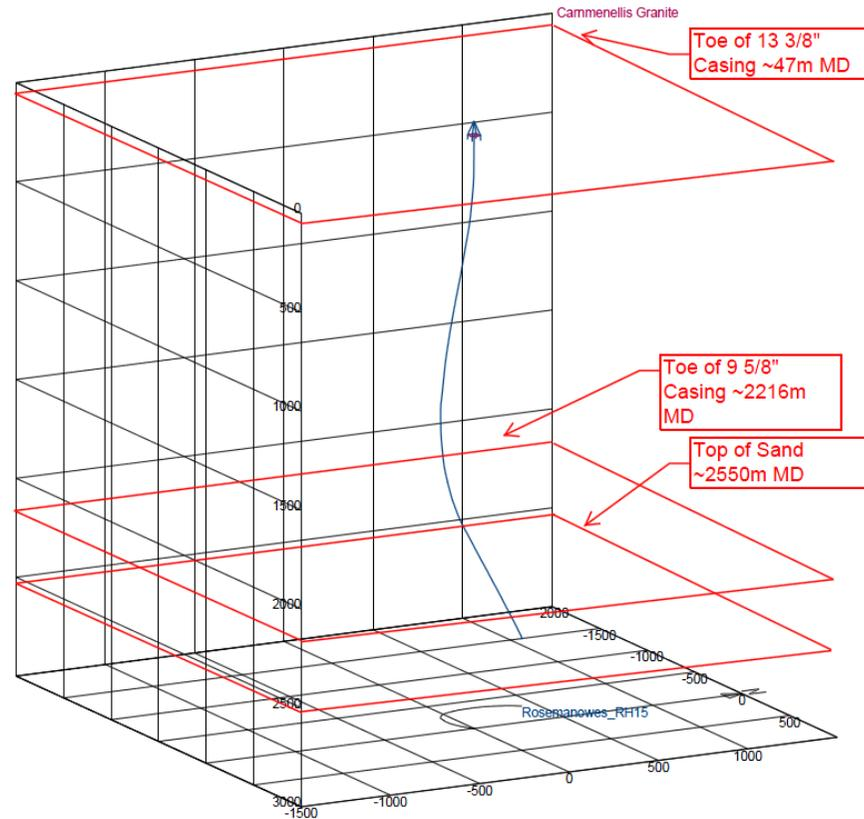 Carnmenellis Granite
Toe of 13 3/8"
Casing ~47m MD
0
500
Toe of 9 5/8"
Casing ~2216m
MD
1000
Top of Sand
~2550m MD
1500
2000
2000
-1500
-1000
-500
0
500
2500
Rosemanowes_RH15
1000
500
0
-500
-1000
3000
-1500